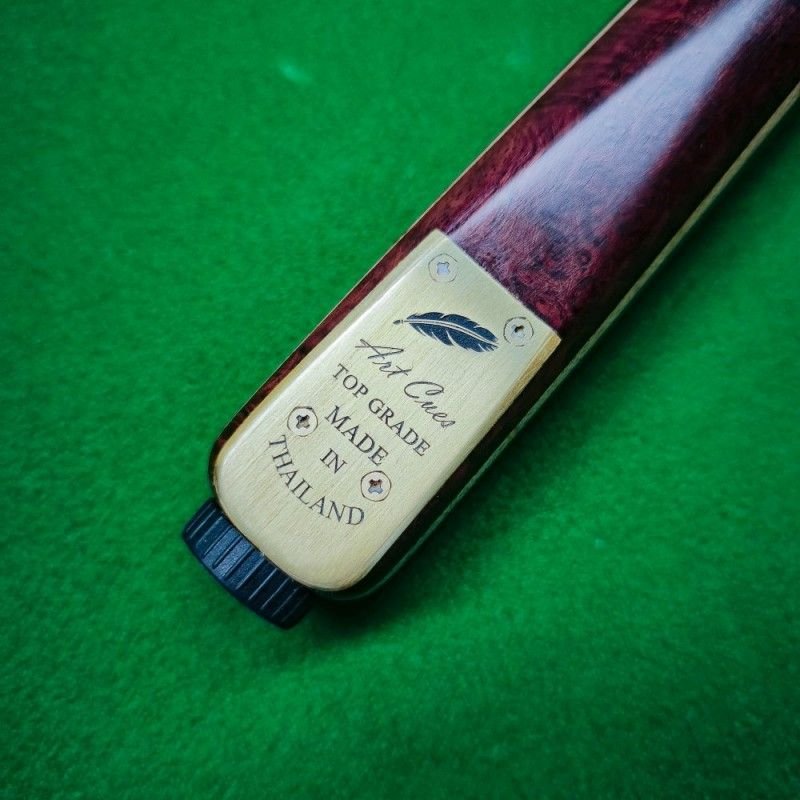 Art Cues
TOP GRADE
MADE
IN
THAILAND